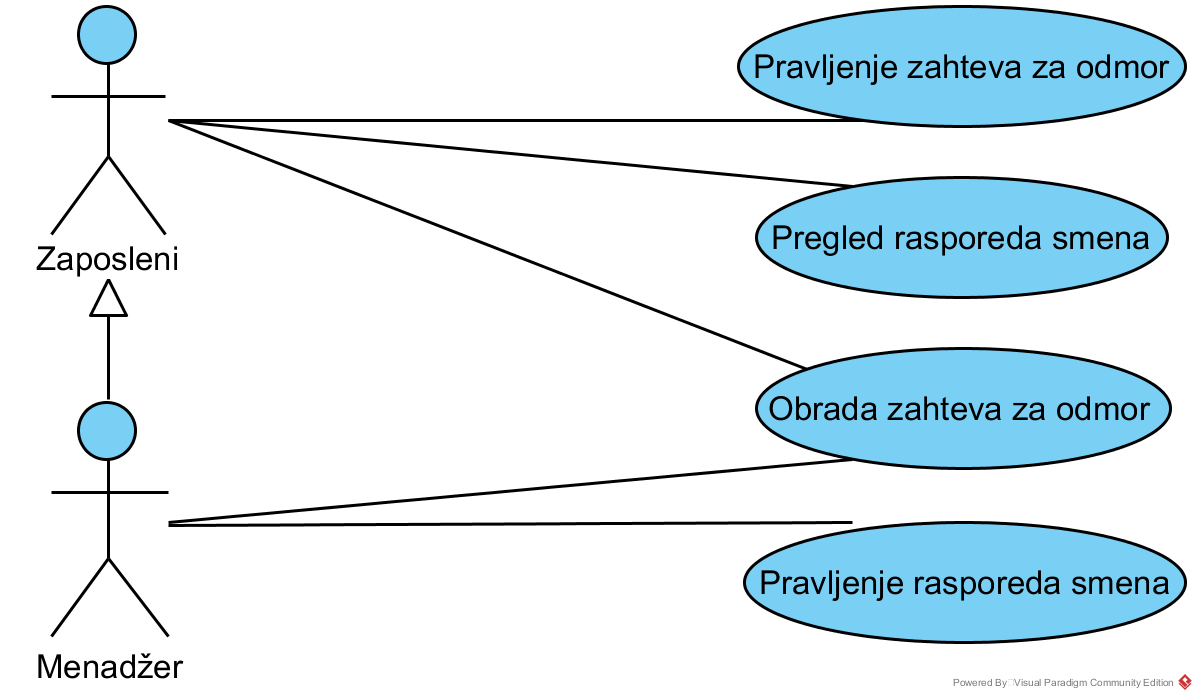 Pravljenje zahteva za odmor
Pregled rasporeda smena
Zaposleni
Obrada zahteva za odmor
Pravljenje rasporeda smena
Menadžer
Powered By Visual Paradigm Community Edition